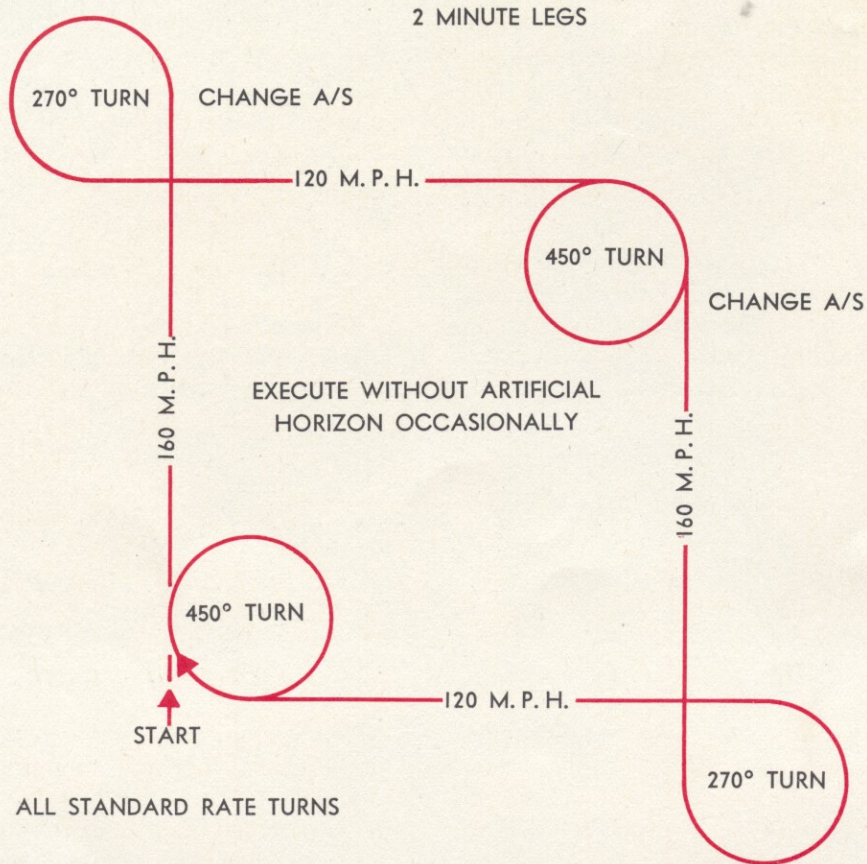 2 MINUTE LEGS
270° TURN
CHANGE A/S
120 M.P.H.
450° TURN
CHANGE A/S
160 M.P.H.
EXECUTE WITHOUT ARTIFICIAL
HORIZON OCCASIONALLY
160 M.P.H.
450° TURN
120 M.P.H.
START
270° TURN
ALL STANDARD RATE TURNS